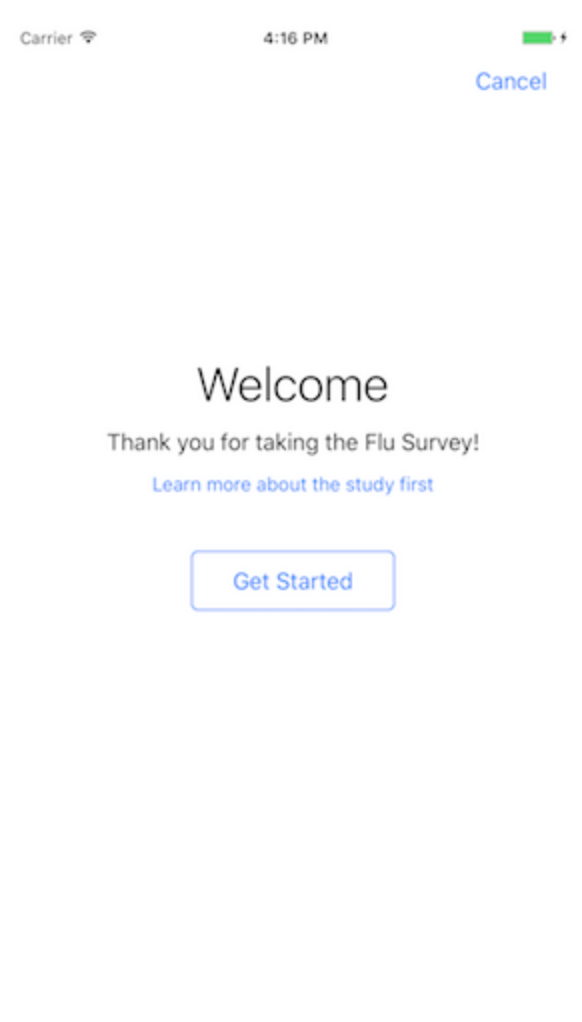 Carrier 4:16 PM
Cancel
Welcome
Thank you for taking the Flu Survey!
Learn more about the study first
Get Started